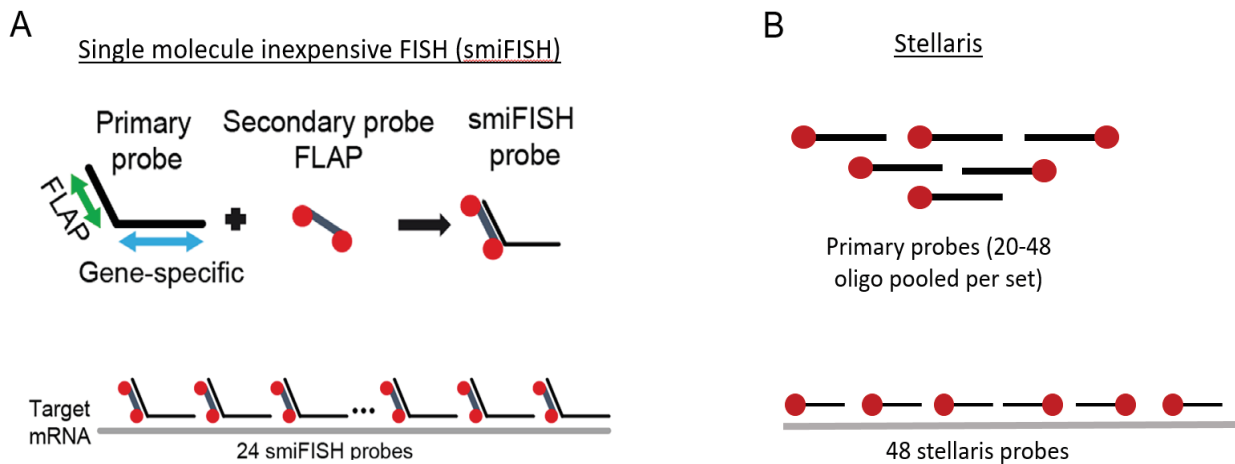 A
Single molecule inexpensive FISH (smiFISH)
Primary
probe
Secondary probe
FLAP
smiFISH
probe
FLAP
Gene-specific
Target
mRNA
24 smiFISH probes
B
Stellaris
Primary probes (20-48
oligo pooled per set)
48 stellaris probes